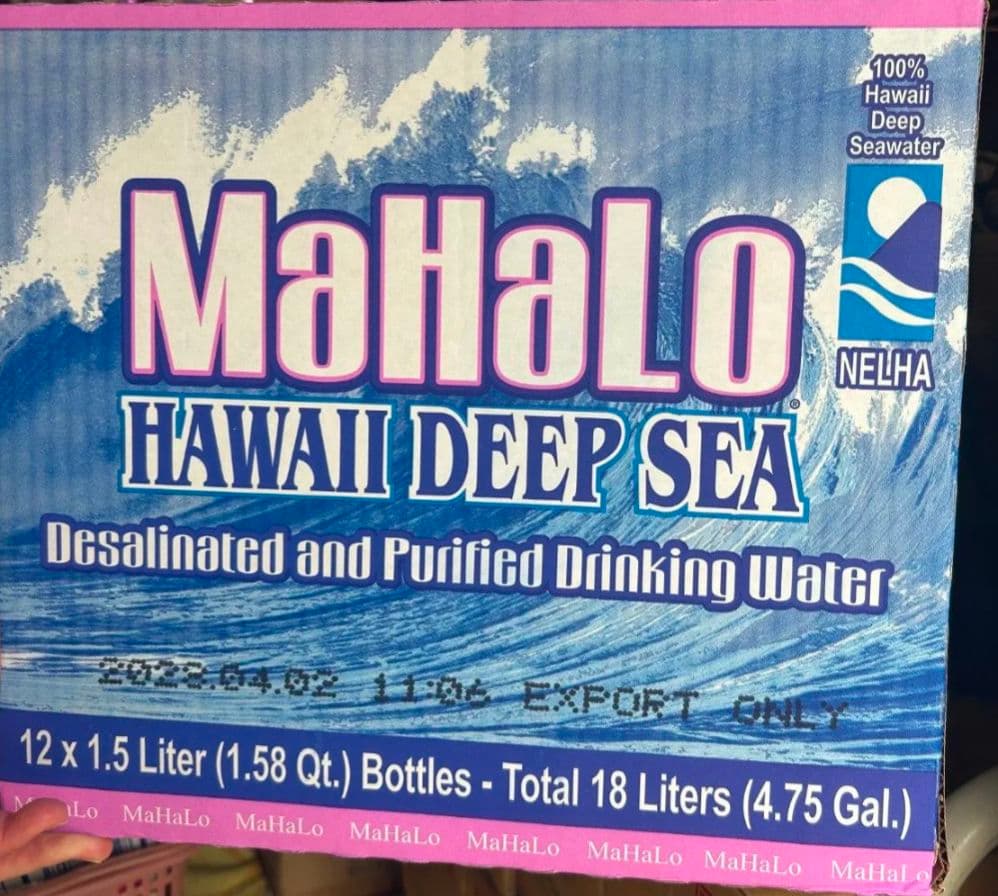 100%
Hawaii
Deep
Seawater
NELHA
MaHaLo
®
HAWAII DEEP SEA
Desalinated and Purified Drinking Water
11:06 EXPORT ONLY
12 x 1.5 Liter (1.58 Qt.) Bottles - Total 18 Liters (4.75 Gal.)
MaHaLo MaHaLo MaHaLo MaHaLo MaHaLo MaHaLo MaHaLo